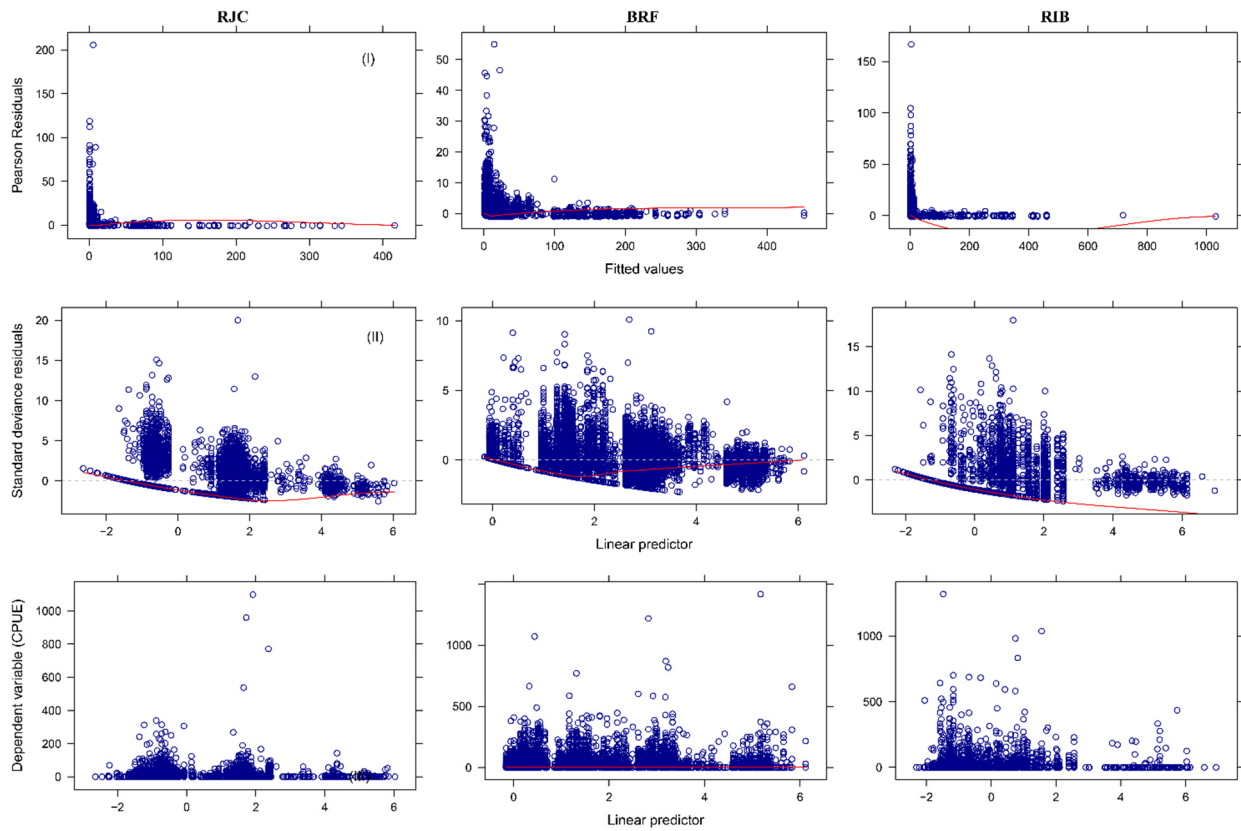 RJC BRF RIB
Pearson Residuals
200
150
100
50
0
(I)
0 100 200 300 400
50
40
30
20
10
0
0 100 200 300 400
150
100
50
0
0 200 400 600 800 1000
Fitted values
Standard deviance residuals
20
15
10
5
0
(II)
−2 0 2 4 6
10
5
0
0 2 4 6
15
10
5
0
−2 0 2 4 6
Linear predictor
Dependent variable (CPUE)
1000
800
600
400
200
0
(III)
−2 0 2 4 6
1000
500
0
0 2 4 6
1000
500
0
−2 0 2 4 6
Linear predictor